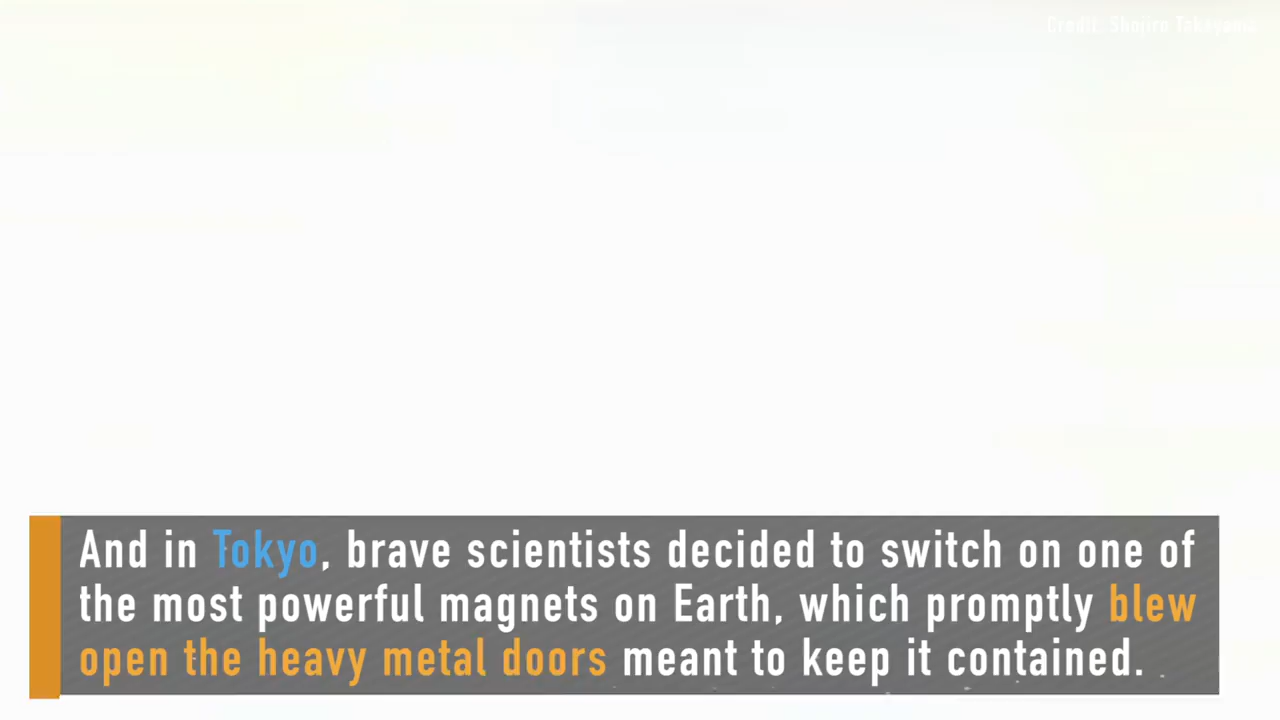 Credit: Shojiro Takeyama
And in Tokyo, brave scientists decided to switch on one of
the most powerful magnets on Earth, which promptly blew
open the heavy metal doors meant to keep it contained.